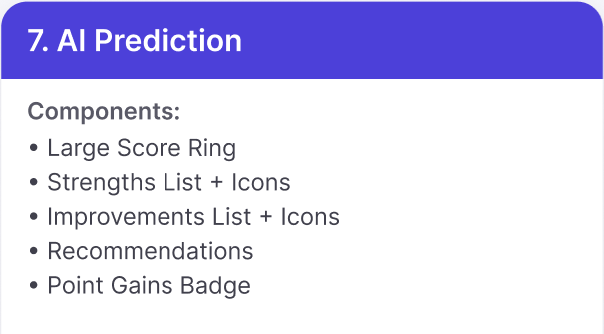 7. AI Prediction
Components:
• Large Score Ring
• Strengths List + Icons
• Improvements List + Icons
• Recommendations
• Point Gains Badge